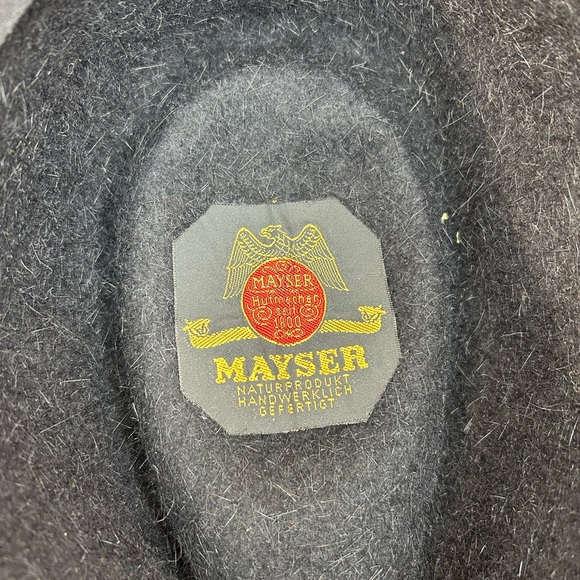 MAYSER
Hutmacher
seit
1800
MAYSER
NATURPRODUKT
HANDWERKLICH
GEFERTIGT